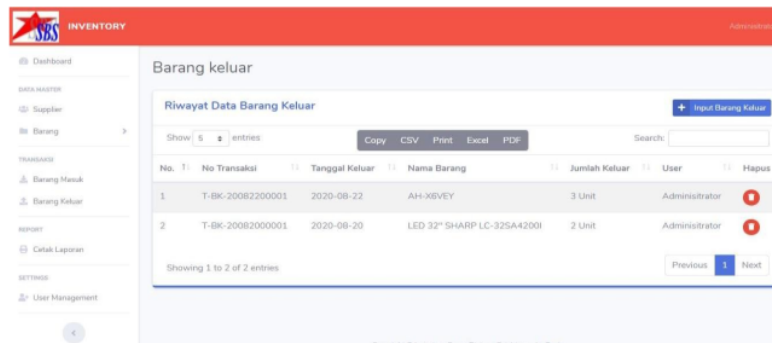 SBS INVENTORY
Administrator
Dashboard
DATA MASTER
Supplier
Barang
TRANSAKSI
Barang Masuk
Barang Keluar
REPORT
Cetak Laporan
SETTINGS
User Management
Barang keluar
Riwayat Data Barang Keluar
+ Input Barang Keluar
Show 5 entries
Copy CSV Print Excel PDF
Search:
No. No Transaksi Tanggal Keluar Nama Barang Jumlah Keluar User Hapus
1 T-BK-20082200001 2020-08-22 AH-X6VEY 3 Unit Adminisitrator
2 T-BK-20082000001 2020-08-20 LED 32" SHARP LC-32SA4200I 2 Unit Adminisitrator
Showing 1 to 2 of 2 entries
Previous 1 Next